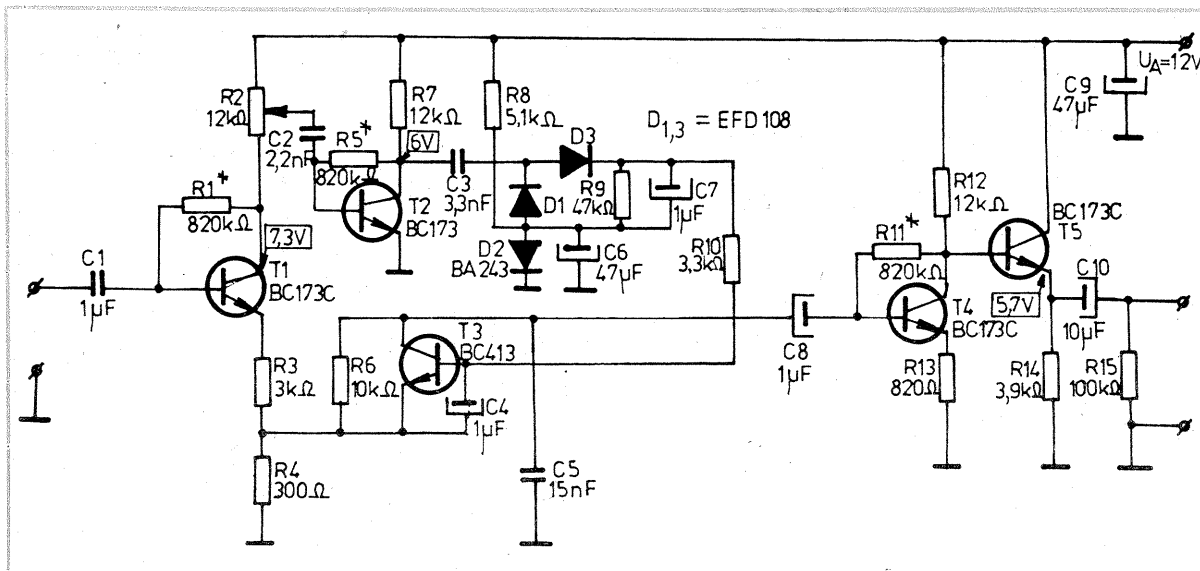 R2
12kΩ
C2
2,2nF
R5*
820kΩ
R7
12kΩ
6V
R8
5,1kΩ
D₁,₃ = EFD 108
D3
C3
3,3nF
D1
R9
47kΩ
C7
1µF
D2
BA 243
C6
47µF
R10
3,3kΩ
T2
BC173
R1*
820kΩ
7,3V
T1
BC173C
C1
1µF
R3
3kΩ
R4
300Ω
R6
10kΩ
T3
BC413
C4
1µF
C5
15nF
C8
1µF
R11*
820kΩ
R12
12kΩ
T4
BC173C
R13
820Ω
BC173C
T5
5,7V
R14
3,9kΩ
C10
10µF
R15
100kΩ
C9
47µF
U_A=12V